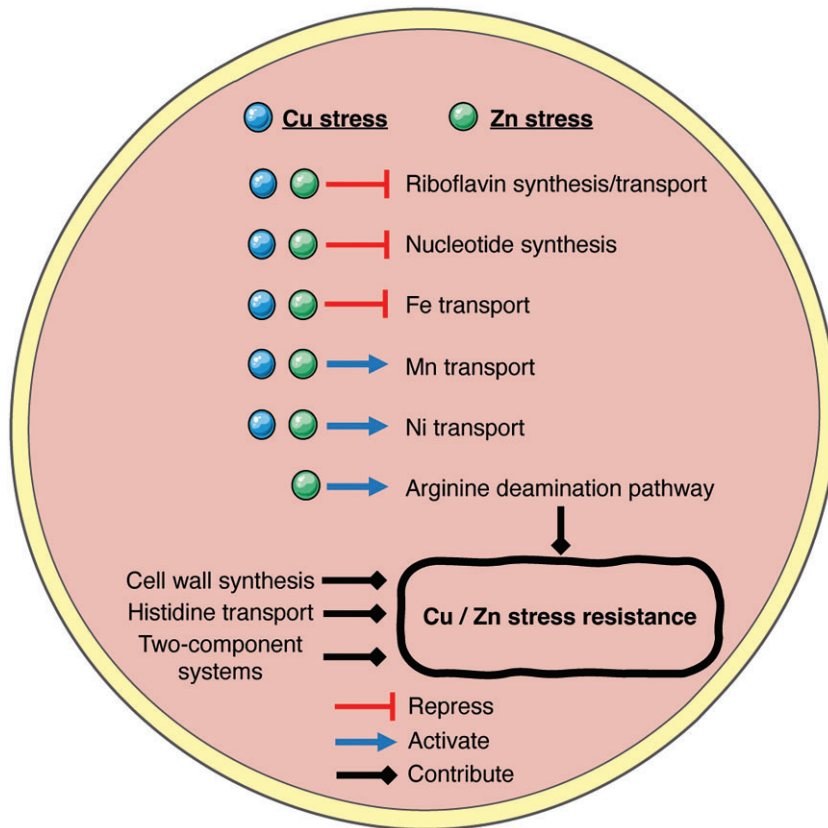 Cu stress Zn stress
Riboflavin synthesis/transport
Nucleotide synthesis
Fe transport
Mn transport
Ni transport
Arginine deamination pathway
Cell wall synthesis
Histidine transport
Two-component
systems
Cu / Zn stress resistance
Repress
Activate
Contribute